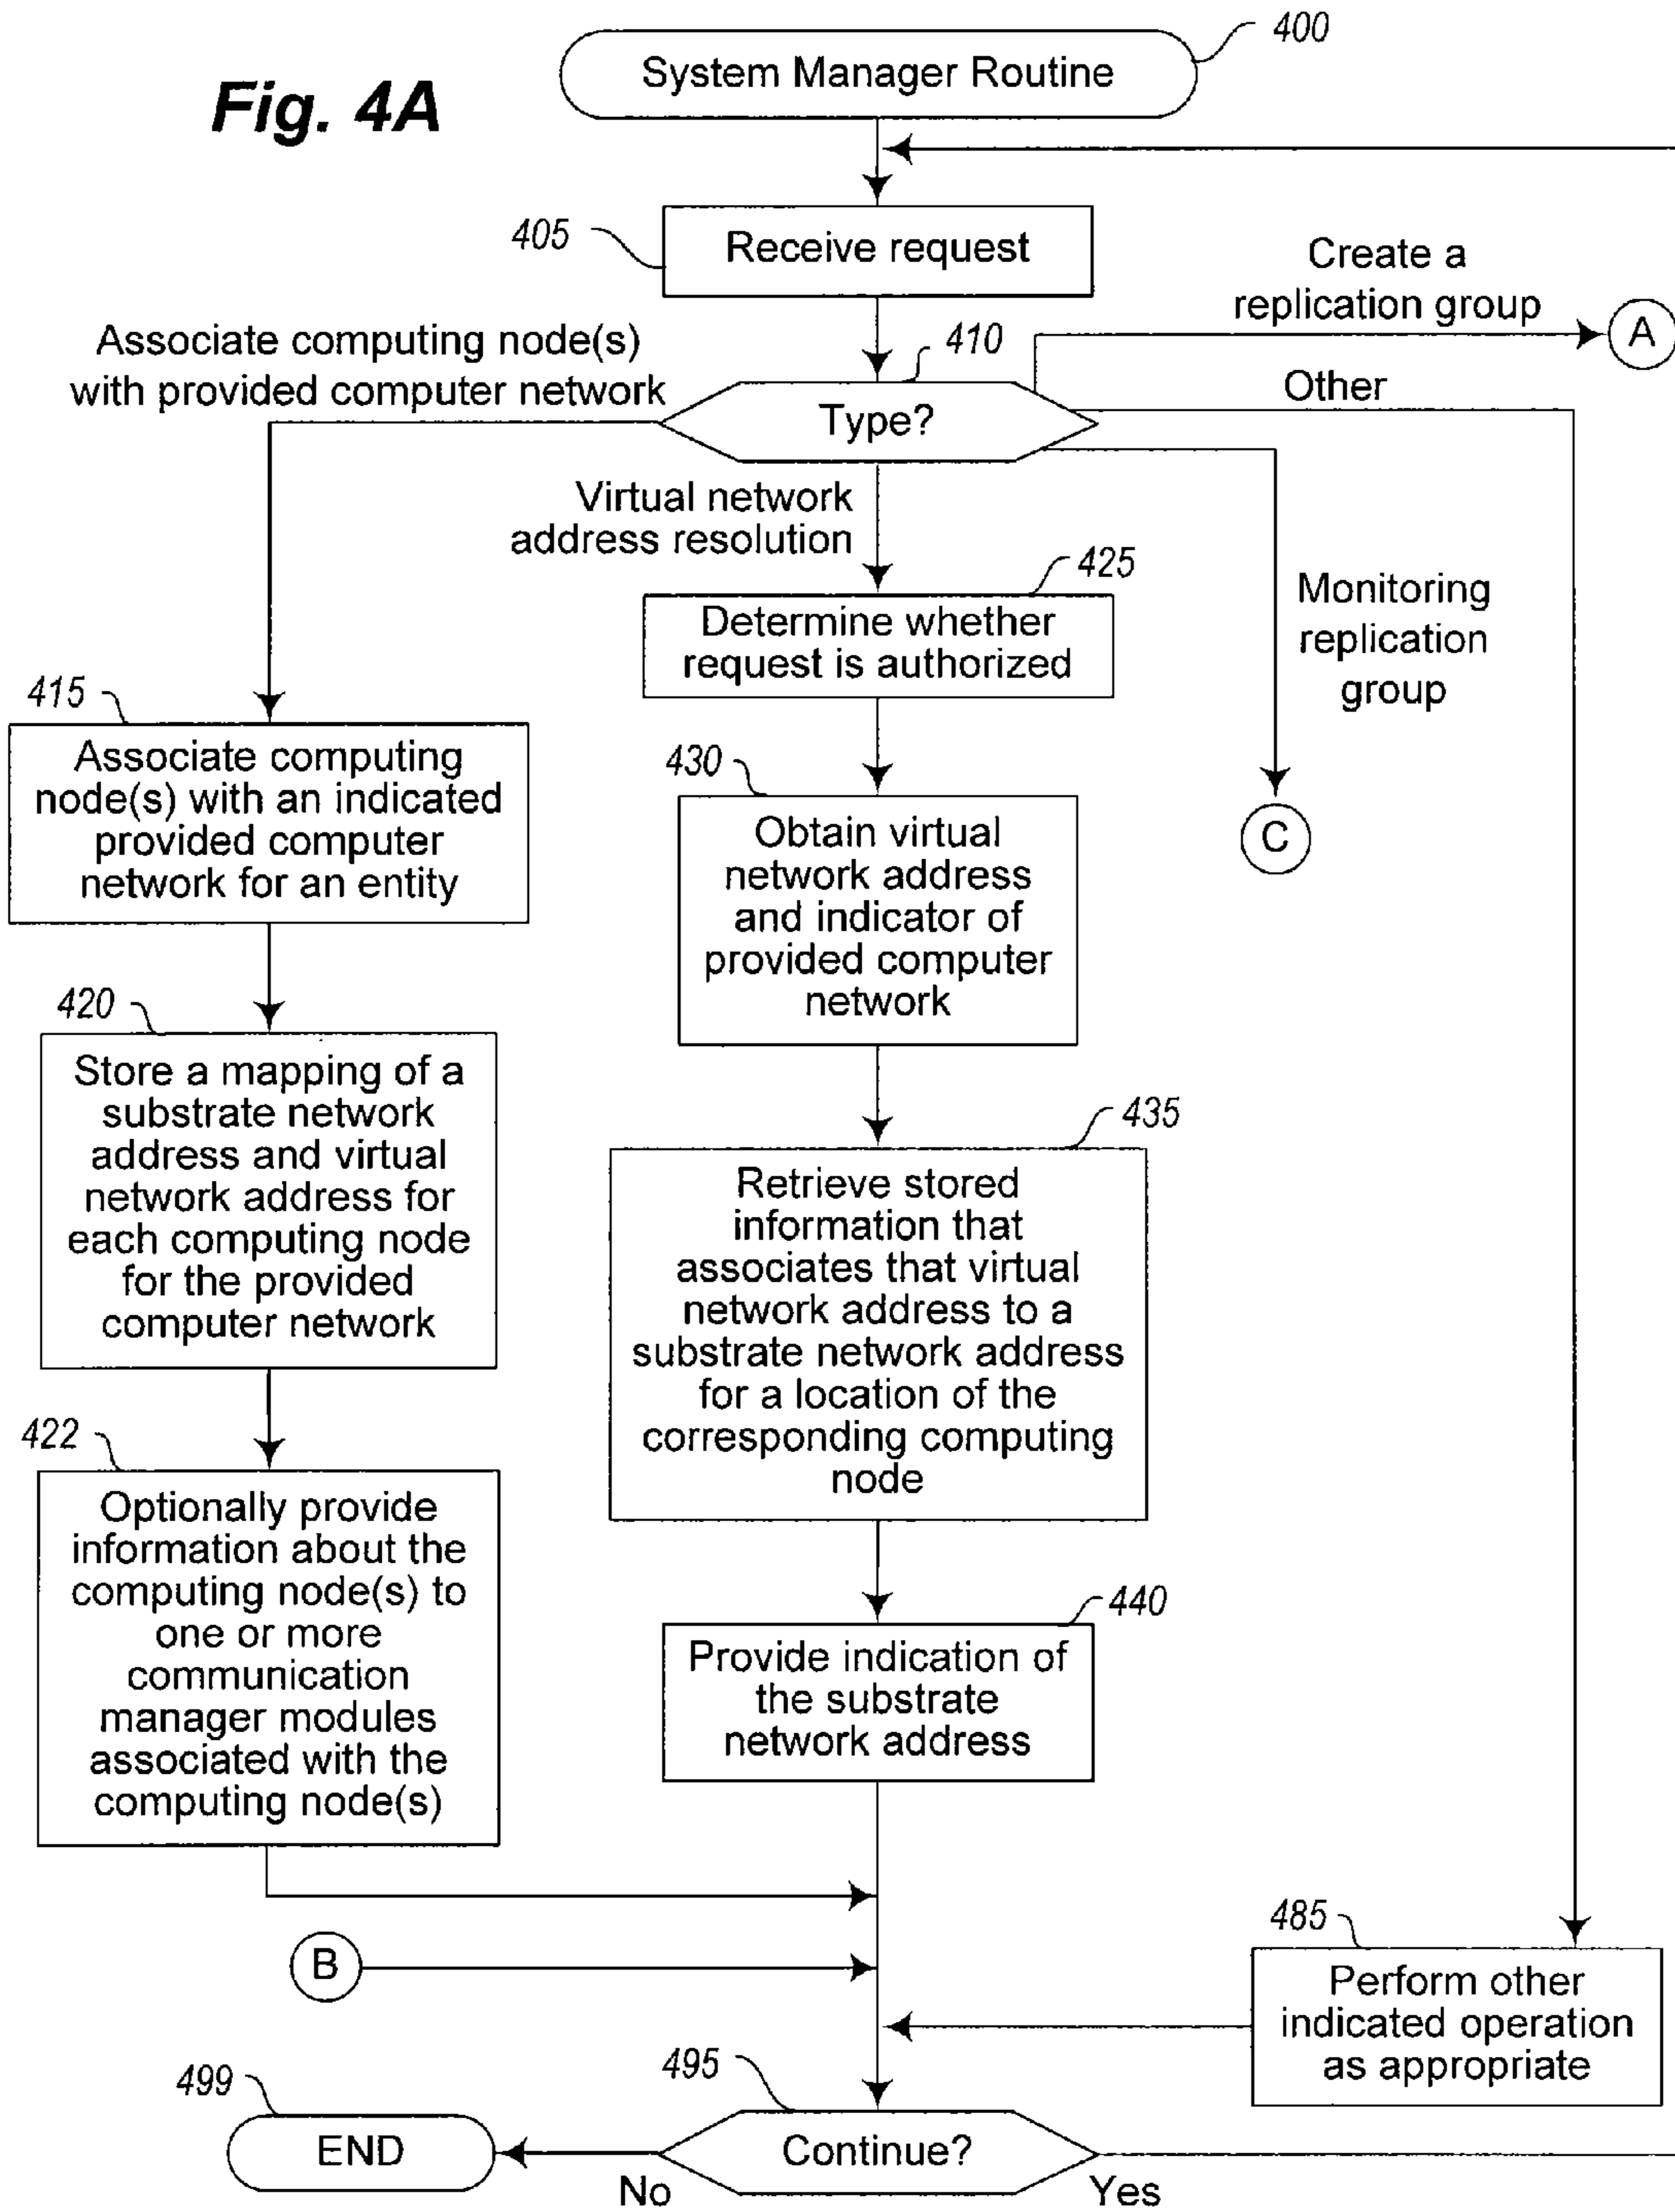 Fig. 4A
System Manager Routine
400
405
Receive request
Create a
replication group
A
Associate computing node(s)
with provided computer network
410
Type?
Other
Virtual network
address resolution
425
Determine whether
request is authorized
Monitoring
replication
group
C
415
Associate computing
node(s) with an indicated
provided computer
network for an entity
430
Obtain virtual
network address
and indicator of
provided computer
network
420
Store a mapping of a
substrate network
address and virtual
network address for
each computing node
for the provided
computer network
435
Retrieve stored
information that
associates that virtual
network address to a
substrate network address
for a location of the
corresponding computing
node
422
Optionally provide
information about the
computing node(s) to
one or more
communication
manager modules
associated with the
computing node(s)
440
Provide indication of
the substrate
network address
B
485
Perform other
indicated operation
as appropriate
495
Continue?
499
END
No
Yes